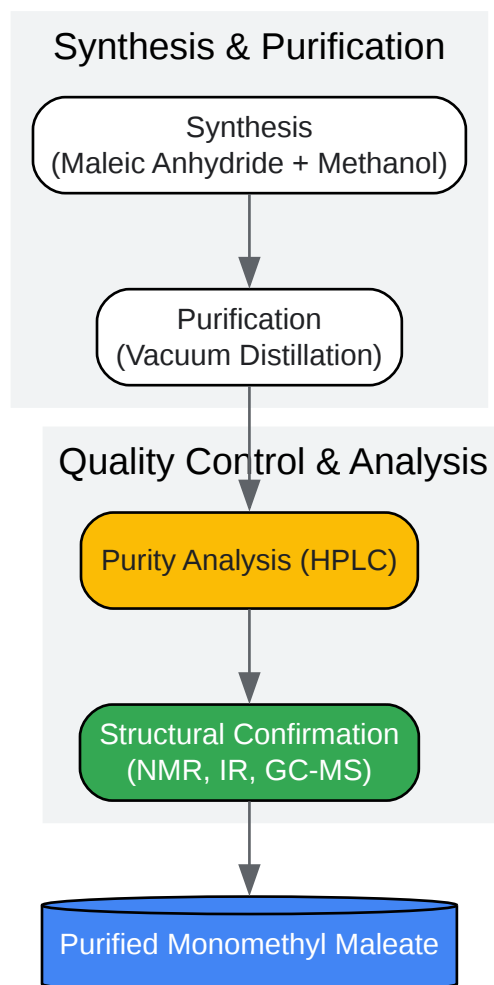 Synthesis & Purification
Synthesis
(Maleic Anhydride + Methanol)
Purification
(Vacuum Distillation)
Quality Control & Analysis
Purity Analysis (HPLC)
Structural Confirmation
(NMR, IR, GC-MS)
Purified Monomethyl Maleate